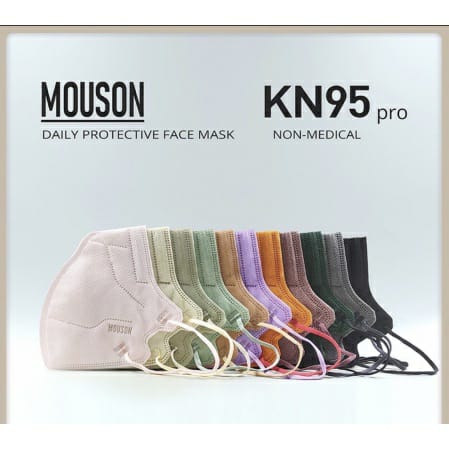 MOUSON
KN95 pro
DAILY PROTECTIVE FACE MASK
NON-MEDICAL
MOUSON